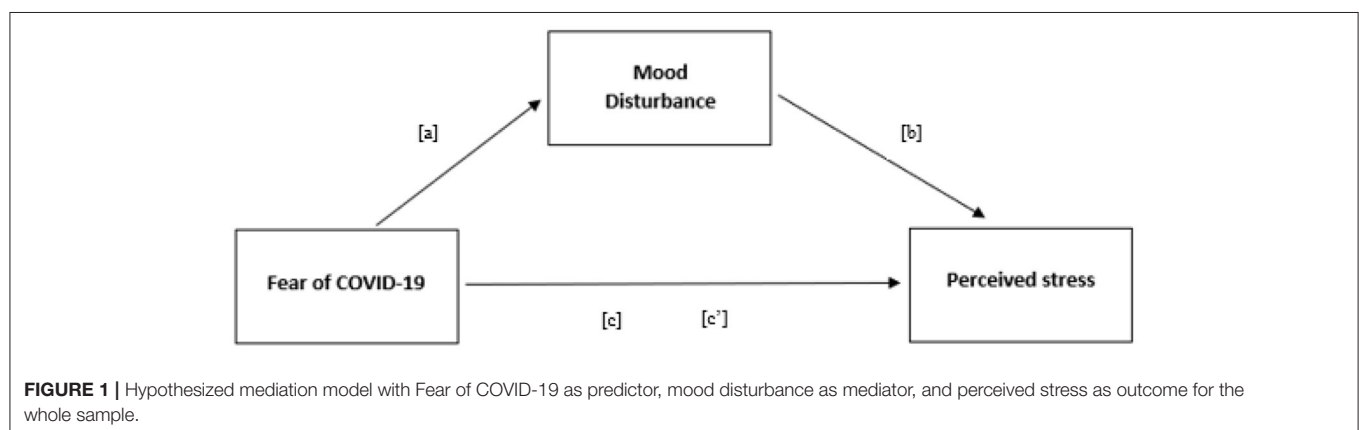 Mood
Disturbance
[a]
[b]
Fear of COVID-19
Perceived stress
[c] [c’]
FIGURE 1 | Hypothesized mediation model with Fear of COVID-19 as predictor, mood disturbance as mediator, and perceived stress as outcome for the
whole sample.